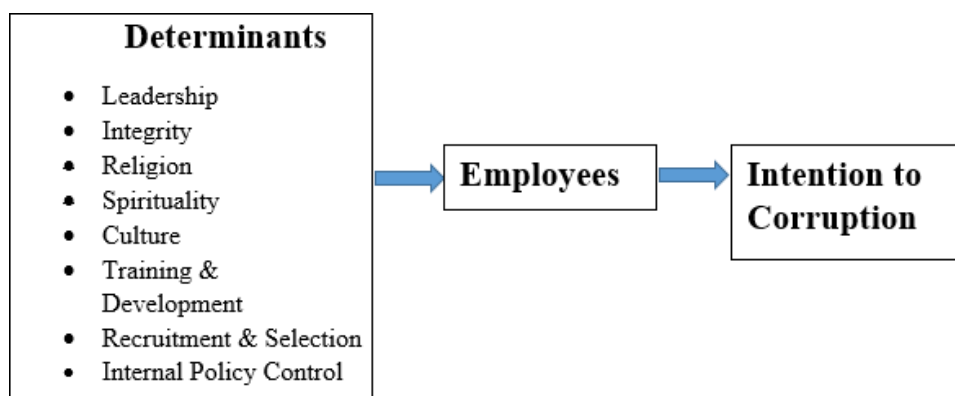 Determinants
• Leadership
• Integrity
• Religion
• Spirituality
• Culture
• Training &
Development
• Recruitment & Selection
• Internal Policy Control
Employees
Intention to
Corruption